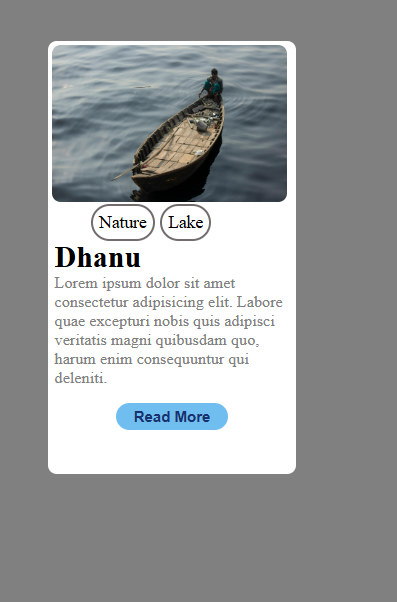 Nature Lake
Dhanu
Lorem ipsum dolor sit amet
consectetur adipisicing elit. Labore
quae excepturi nobis quis adipisci
veritatis magni quibusdam quo,
harum enim consequuntur qui
deleniti.
Read More